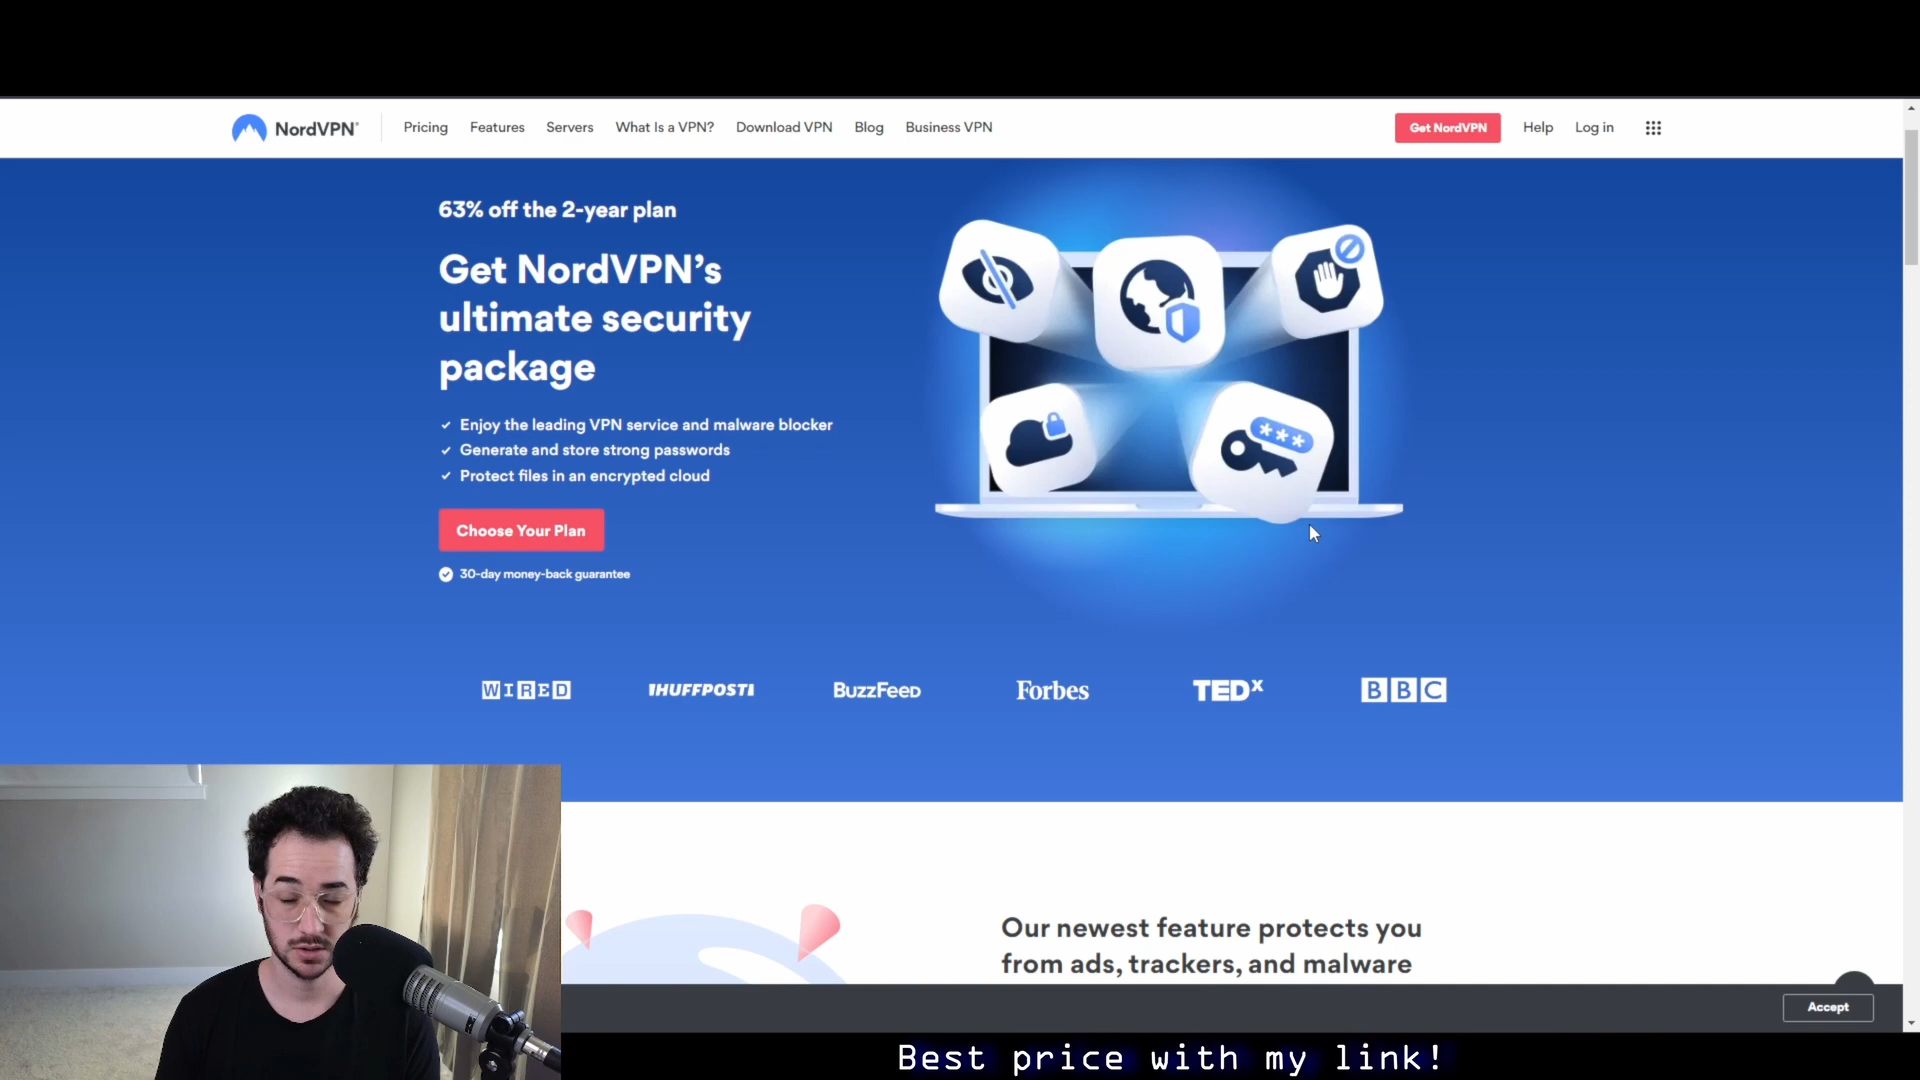 NordVPN®
Pricing
Features
Servers
What Is a VPN?
Download VPN
Blog
Business VPN
Get NordVPN
Help
Log in
63% off the 2-year plan
Get NordVPN's
ultimate security
package
Enjoy the leading VPN service and malware blocker
Generate and store strong passwords
Protect files in an encrypted cloud
Choose Your Plan
30-day money-back guarantee
WIRED
HUFFPOST
BuzzFeed
Forbes
TEDx
BBC
Our newest feature protects you
from ads, trackers, and malware
Accept
Best price with my link!